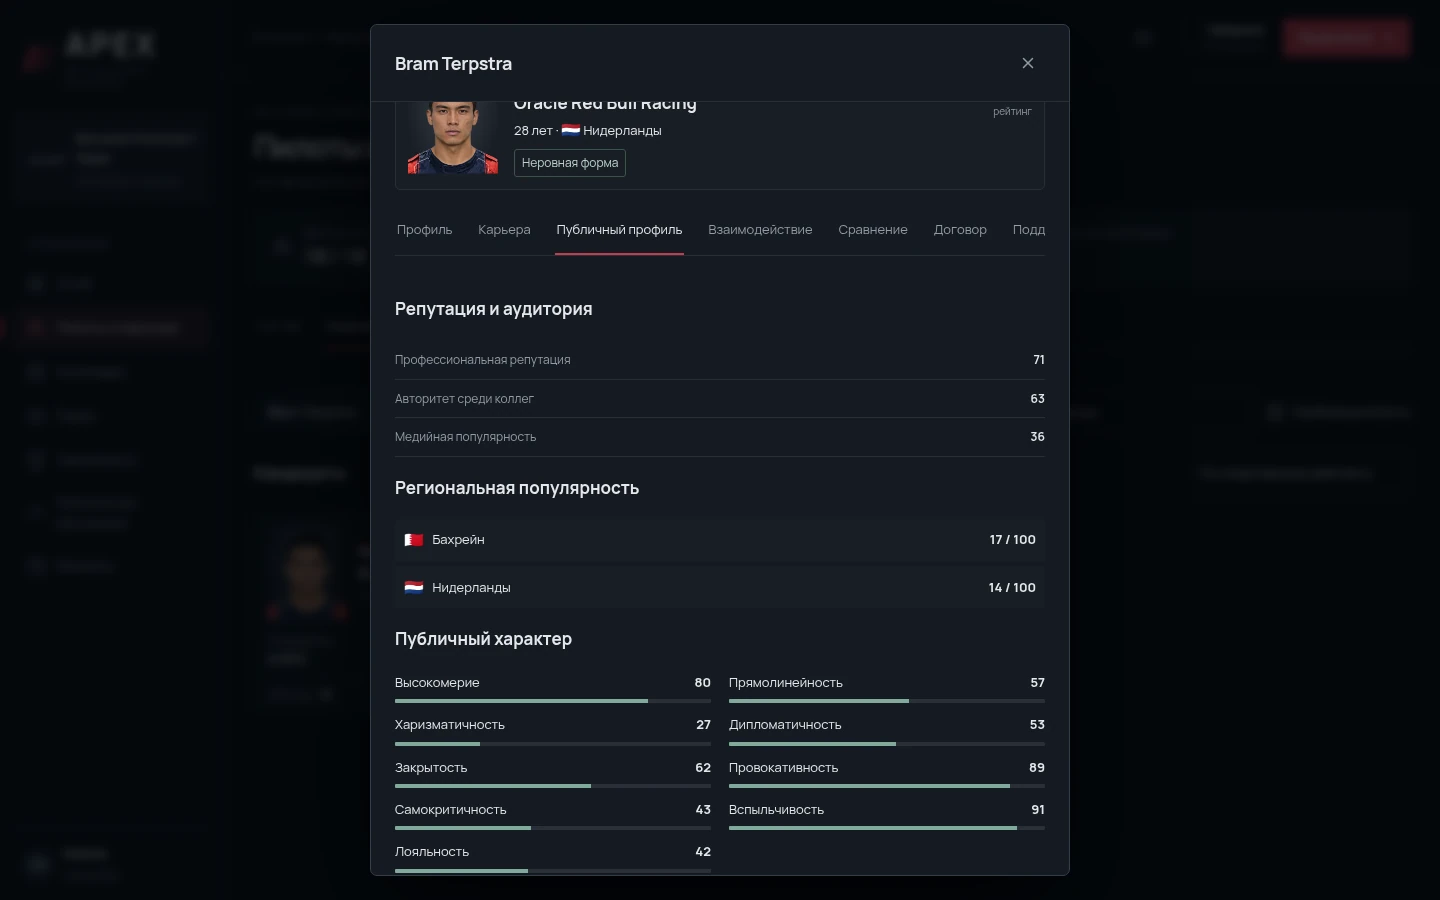 APEX
Bram Terpstra
Oracle Red Bull Racing
рейтинг
28 лет · Нидерланды
Неровная форма
Профиль
Карьера
Публичный профиль
Взаимодействие
Сравнение
Договор
Подд
Репутация и аудитория
Профессиональная репутация 71
Авторитет среди коллег 63
Медийная популярность 36
Региональная популярность
Бахрейн 17 / 100
Нидерланды 14 / 100
Публичный характер
Высокомерие 80
Прямолинейность 57
Харизматичность 27
Дипломатичность 53
Закрытость 62
Провокативность 89
Самокритичность 43
Вспыльчивость 91
Лояльность 42